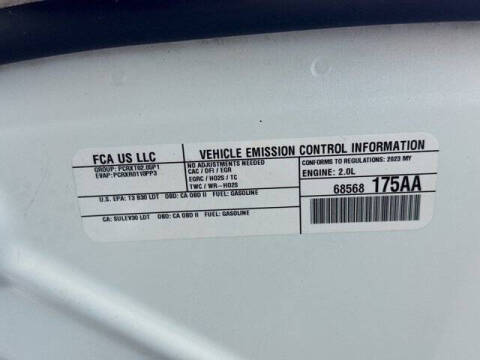 FCA US LLC
GROUP: PCRXT02.05P1
EVAP: PCRXR0118PP3
VEHICLE EMISSION CONTROL INFORMATION
NO ADJUSTMENTS NEEDED
CAC / DFI / EGR
EGRC / HO2S / TC
TWC / WR-HO2S
CONFORMS TO REGULATIONS: 2023 MY
ENGINE: 2.0L
68568 175AA
U.S. EPA: T3 B30 LDT OBD: CA OBD II FUEL: GASOLINE
CA: SULEV30 LDT OBD: CA OBD II FUEL: GASOLINE